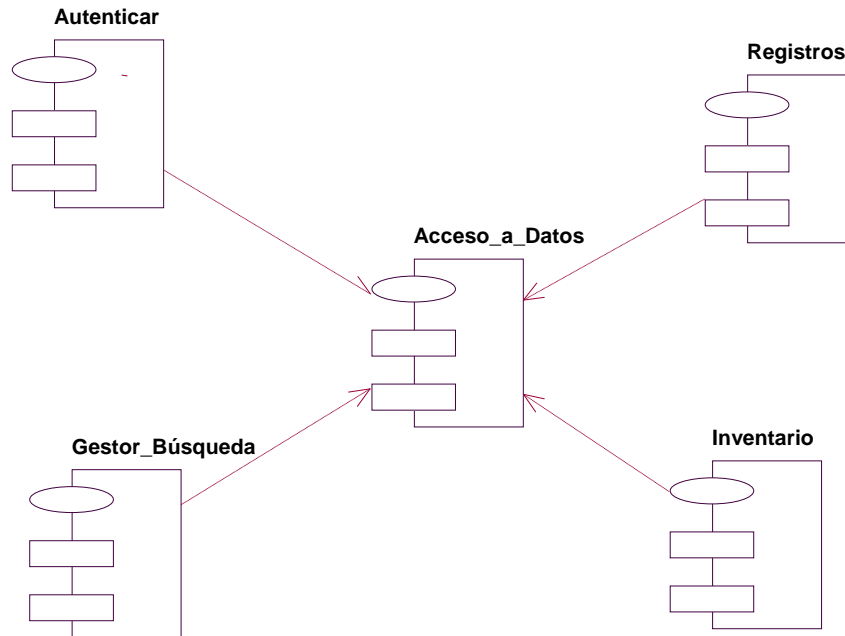 Autenticar
Registros
Acceso_a_Datos
Gestor_Búsqueda
Inventario